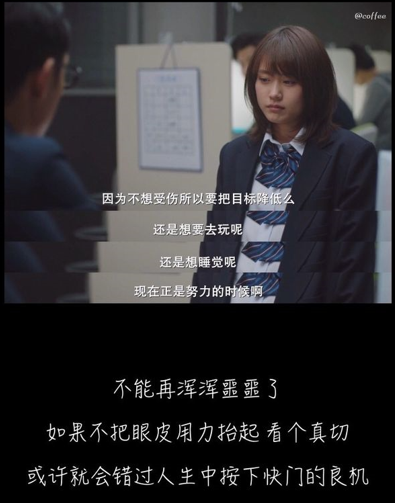 @coffee
因为不想受伤所以要把目标降低么
还是想要去玩呢
还是想睡觉呢
现在正是努力的时候啊
不能再浑浑噩噩了
如果不把眼皮用力抬起 看个真切
或许就会错过人生中按下快门的良机